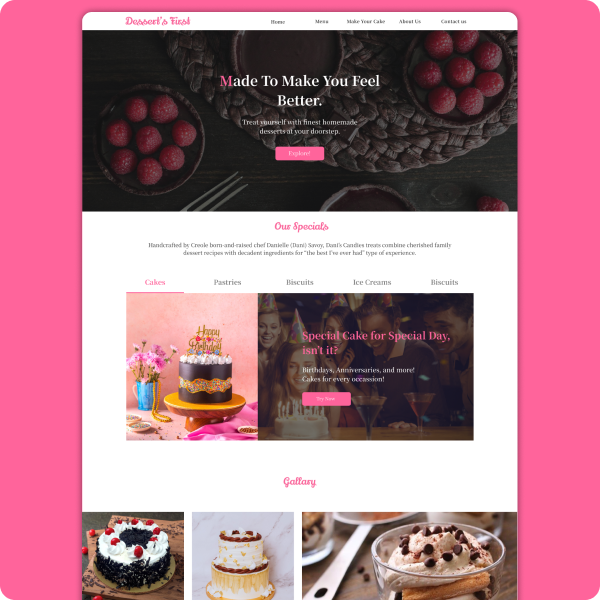 Dessert's First
Home Menu Make Your Cake About Us Contact us
Made To Make You Feel
Better.
Treat yourself with finest homemade
desserts at your doorstep.
Explore!
Our Specials
Handcrafted by Creole born-and-raised chef Danielle (Dani) Savoy, Dani's Candies treats combine cherished family
dessert recipes with decadent ingredients for "the best I've ever had" type of experience.
Cakes Pastries Biscuits Ice Creams Biscuits
Happy
Birthday
Special Cake for Special Day,
isn't it?
Birthdays, Anniversaries, and more!
Cakes for every occassion!
Try Now
Gallary